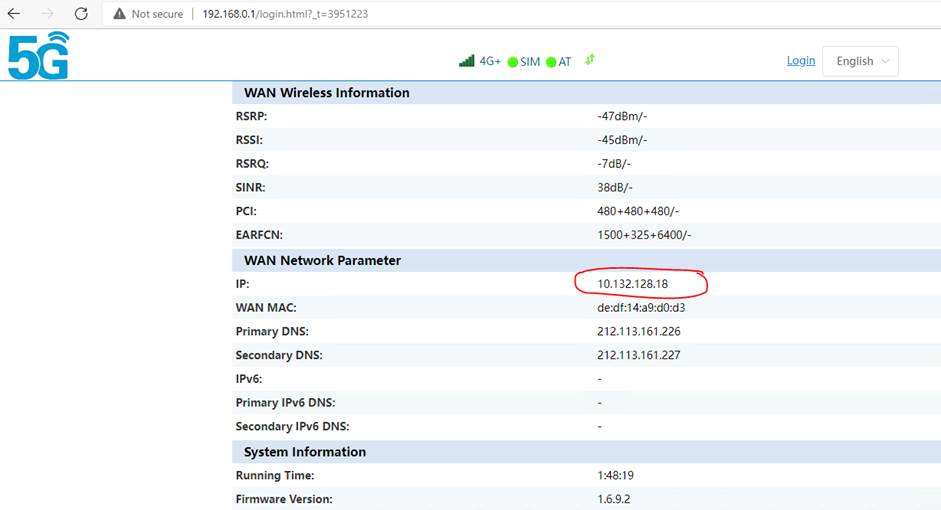 Not secure | 192.168.0.1/login.html?_t=3951223
5G 4G+ SIM AT Login English
WAN Wireless Information
RSRP: -47dBm/-
RSSI: -45dBm/-
RSRQ: -7dB/-
SINR: 38dB/-
PCI: 480+480+480/-
EARFCN: 1500+325+6400/-
WAN Network Parameter
IP: 10.132.128.18
WAN MAC: de:df:14:a9:d0:d3
Primary DNS: 212.113.161.226
Secondary DNS: 212.113.161.227
IPv6: -
Primary IPv6 DNS: -
Secondary IPv6 DNS: -
System Information
Running Time: 1:48:19
Firmware Version: 1.6.9.2